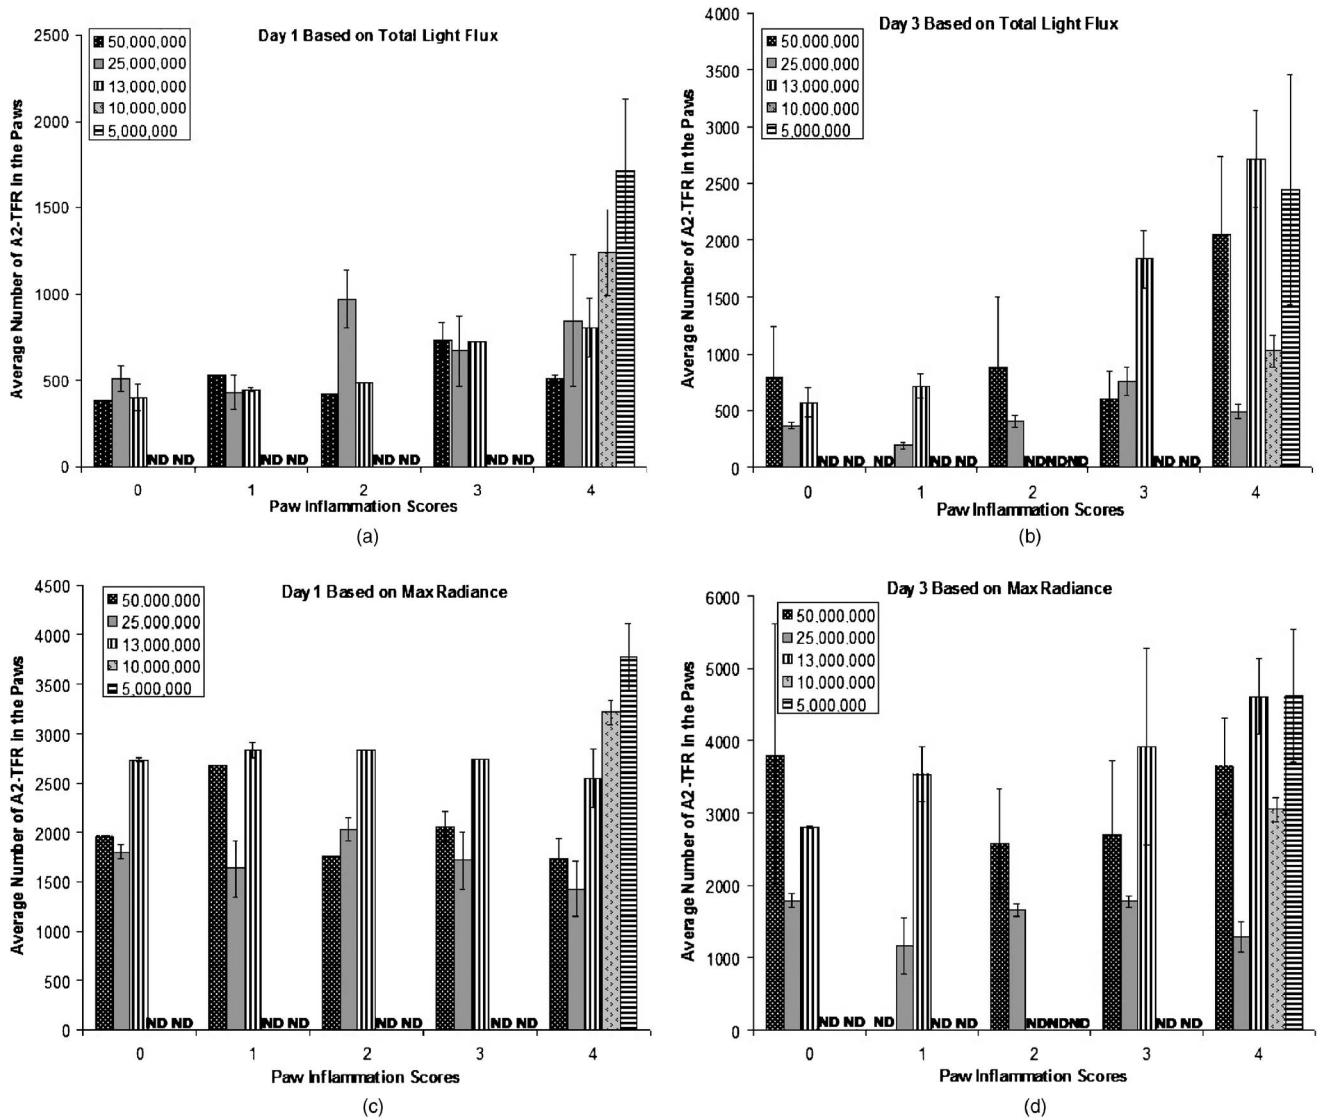 Day 1 Based on Total Light Flux
50,000,000
25,000,000
13,000,000
10,000,000
5,000,000
Average Number of A2-TFR In the Paws
2500
2000
1500
1000
500
0
ND ND
ND ND
ND ND
ND ND
0 1 2 3 4
Paw Inflammation Scores
(a)
Day 3 Based on Total Light Flux
50.000.000
25.000.000
13.000.000
10.000.000
5.000.000
Average Number of A2-TFR in the Paws
4000
3500
3000
2500
2000
1500
1000
500
0
ND ND
ND
ND ND
NDNDND
ND ND
0 1 2 3 4
Paw Inflammation Scores
(b)
Day 1 Based on Max Radiance
50.000.000
25.000.000
13.000.000
10.000.000
5,000,000
Average Number of A2-TFR In the Paws
4500
4000
3500
3000
2500
2000
1500
1000
500
0
ND ND
ND ND
ND ND
ND ND
0 1 2 3 4
Paw Inflammation Scores
(c)
Day 3 Based on Max Radiance
50.000.000
25.000.000
13.000.000
10.000.000
5.000.000
Average Number of A2-TFR In the Paws
6000
5000
4000
3000
2000
1000
0
ND ND
ND
ND ND
NDNDND
ND ND
0 1 2 3 4
Paw Inflammation Scores
(d)